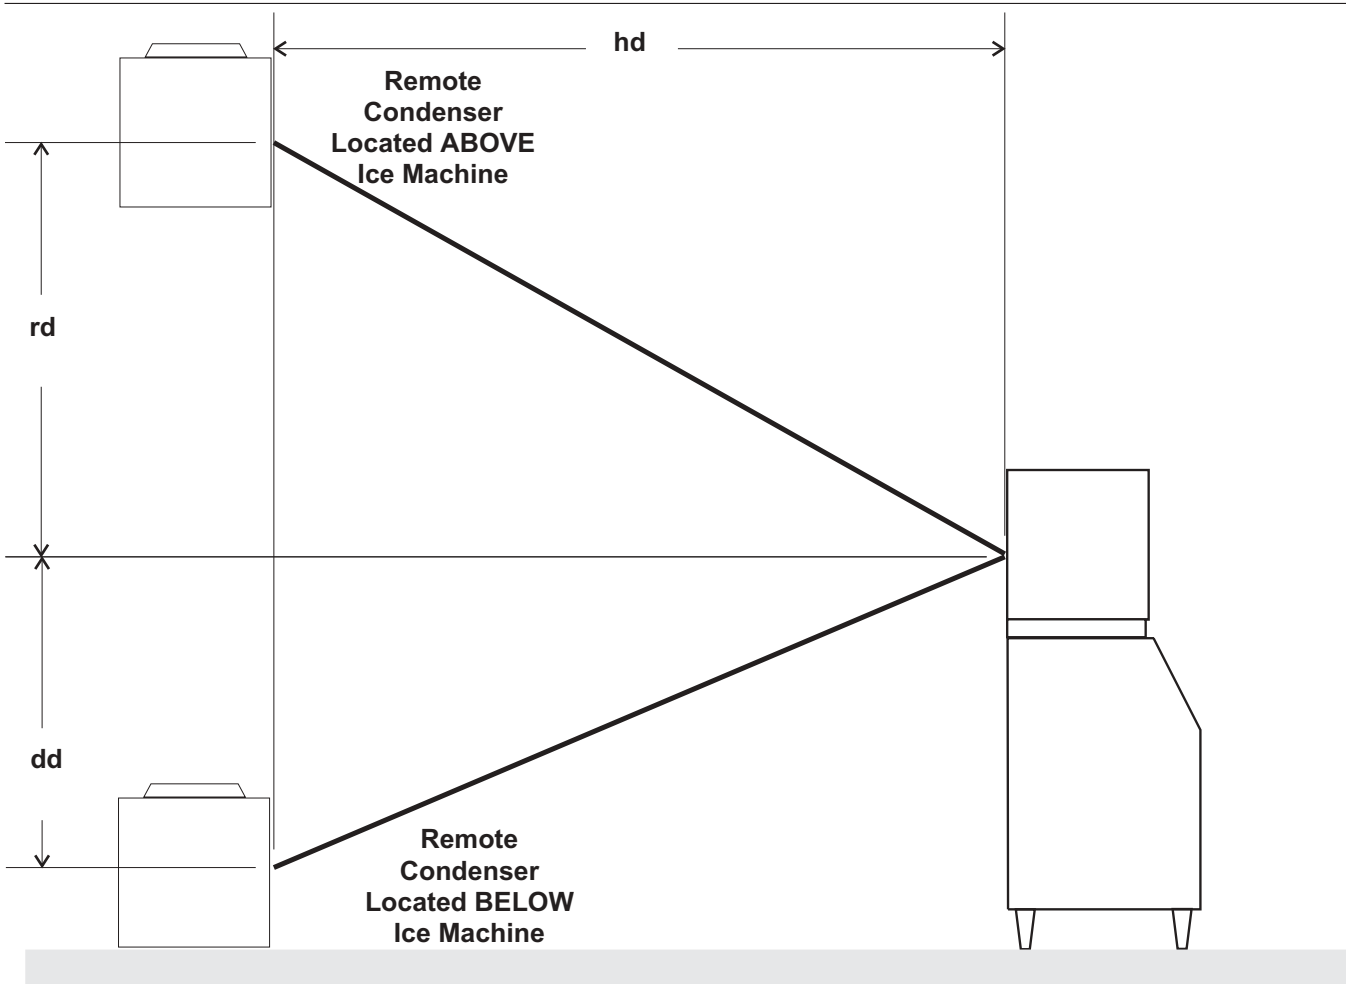 hd
Remote
Condenser
Located ABOVE
Ice Machine
rd
dd
Remote
Condenser
Located BELOW
Ice Machine